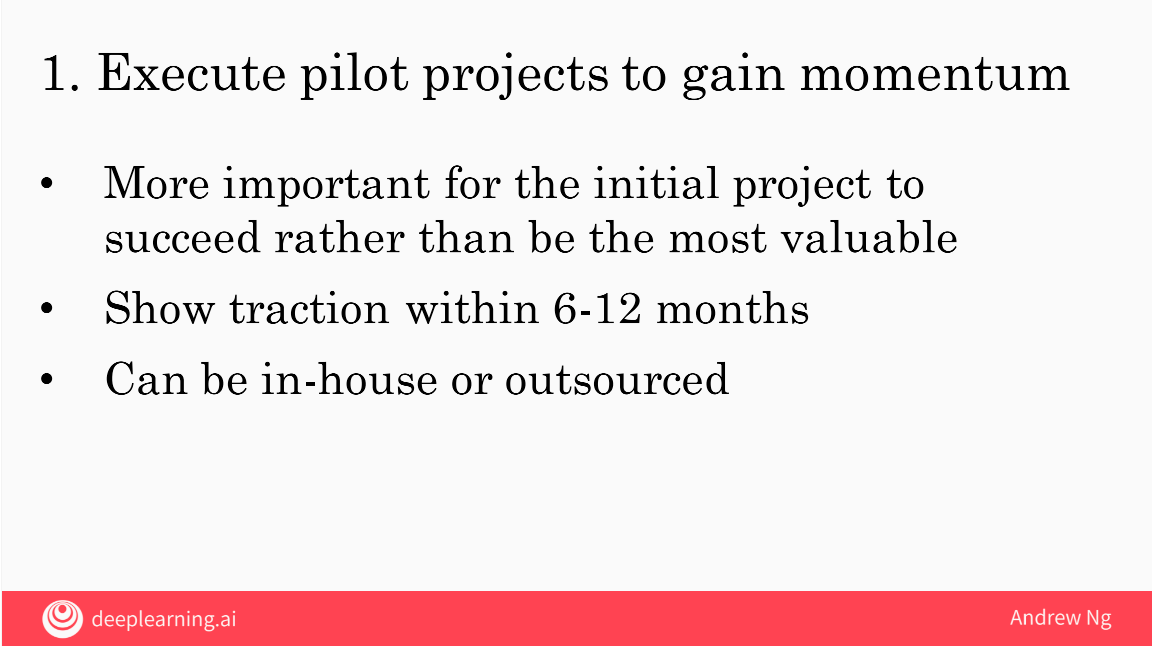 1. Execute pilot projects to gain momentum
• More important for the initial project to
succeed rather than be the most valuable
• Show traction within 6-12 months
• Can be in-house or outsourced
deeplearning.ai
Andrew Ng